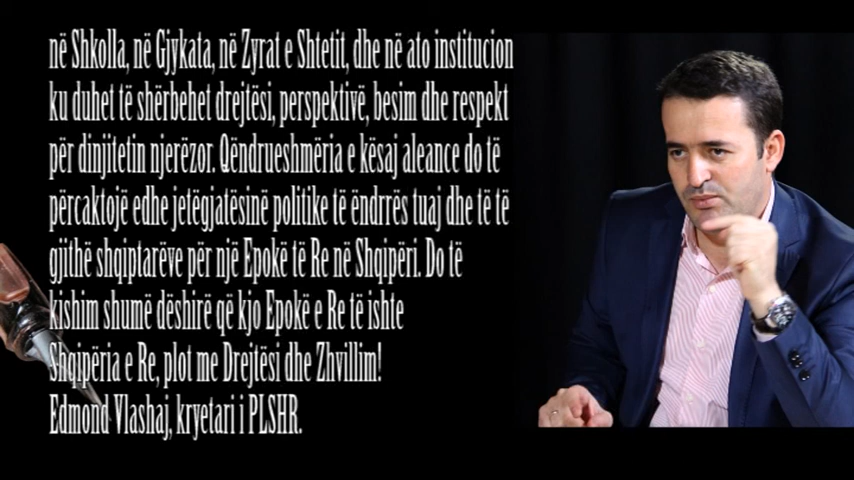 në Shkolla, në Gjykata, në Zyrat e Shtetit, dhe në ato institucion
ku duhet të shërbehet drejtësi, perspektivë, besim dhe respekt
për dinjitetin njerëzor. Qëndrueshmëria e kësaj aleance do të
përcaktojë edhe jetëgjatësinë politike të ëndrrës tuaj dhe të të
gjithë shqiptarëve për një Epokë të Re në Shqipëri. Do të
kishim shumë dëshirë që kjo Epokë e Re të ishte
Shqipëria e Re, plot me Drejtësi dhe Zhvillim!
Edmond Vlashaj, kryetari i PLSHR.